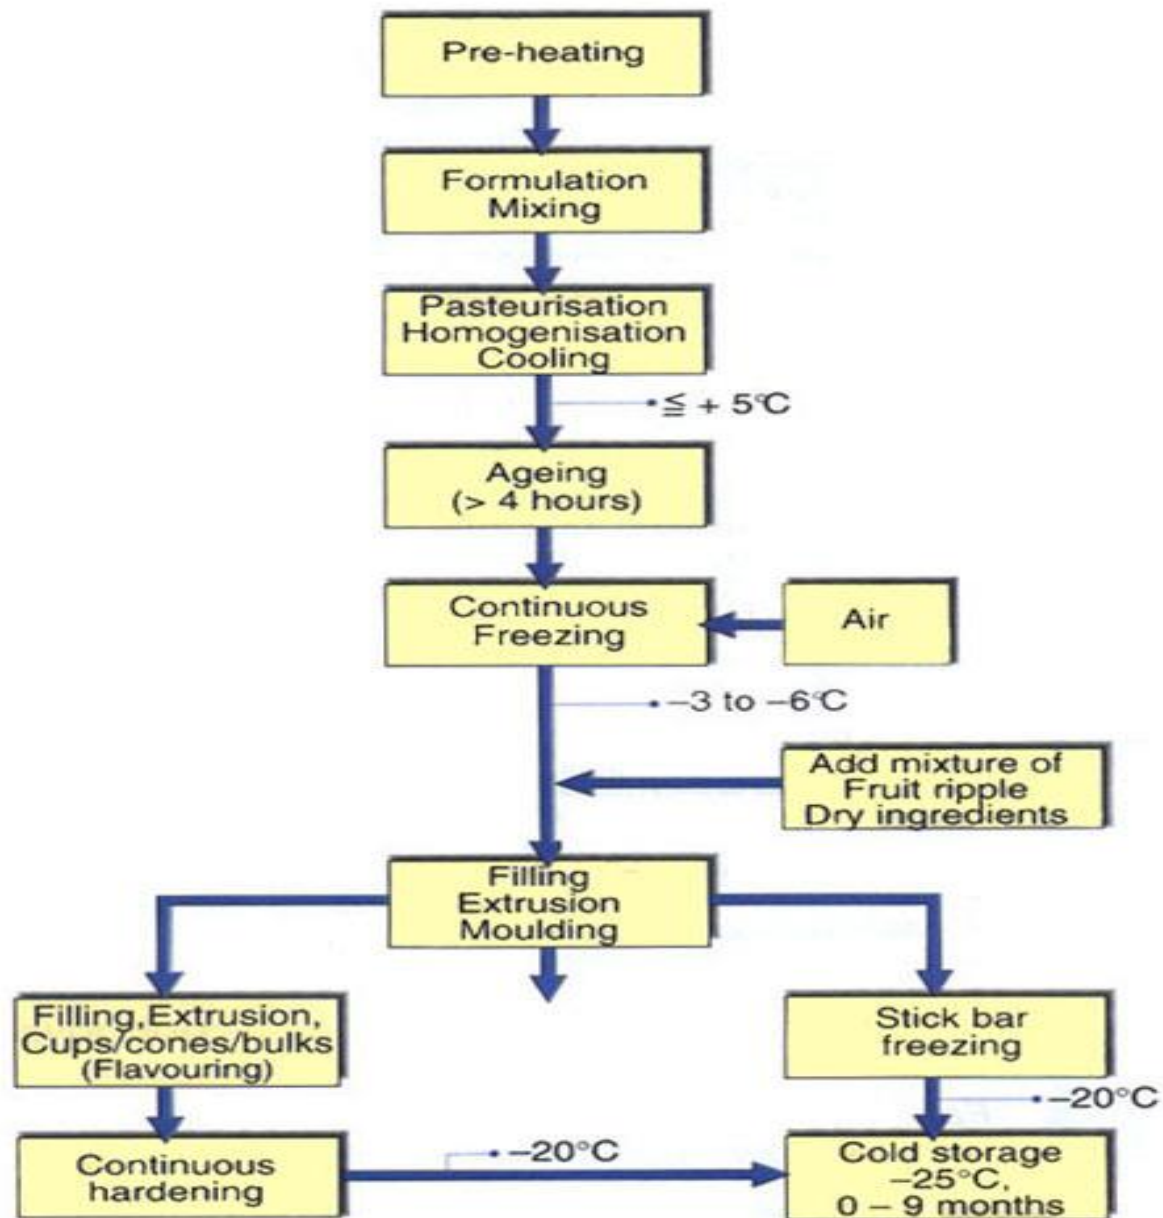 Pre-heating
Formulation
Mixing
Pasteurisation
Homogenisation
Cooling
≦ + 5°C
Ageing
(> 4 hours)
Continuous
Freezing
Air
−3 to −6°C
Add mixture of
Fruit ripple
Dry ingredients
Filling
Extrusion
Moulding
Filling,Extrusion,
Cups/cones/bulks
(Flavouring)
Stick bar
freezing
−20°C
Continuous
hardening
−20°C
Cold storage
−25°C,
0 – 9 months